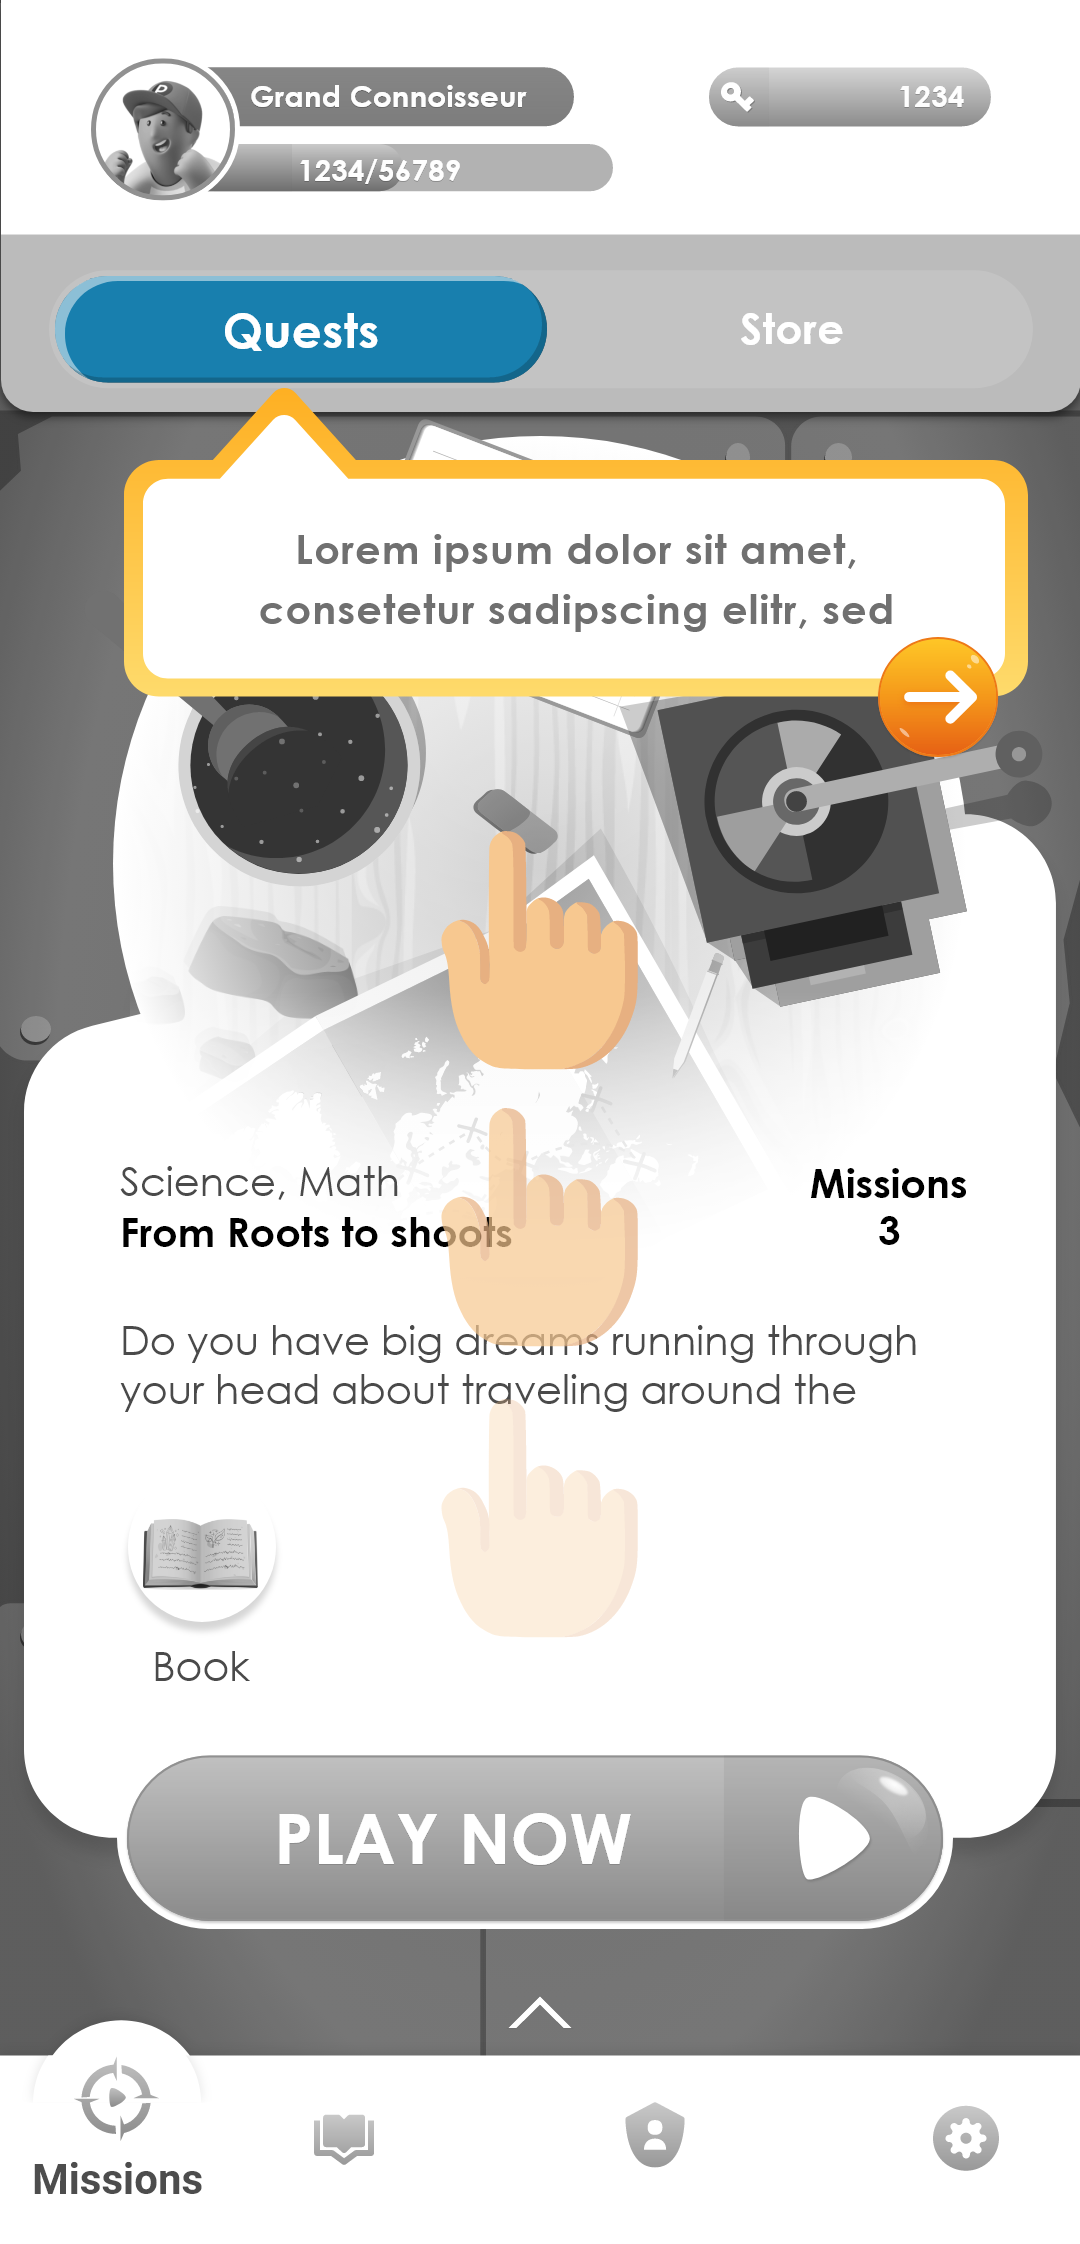 Grand Connoisseur
1234
1234/56789
Quests
Store
Lorem ipsum dolor sit amet,
consetetur sadipscing elitr, sed
Science, Math
From Roots to shoots
Missions
3
Do you have big dreams running through
your head about traveling around the
Book
PLAY NOW
Missions